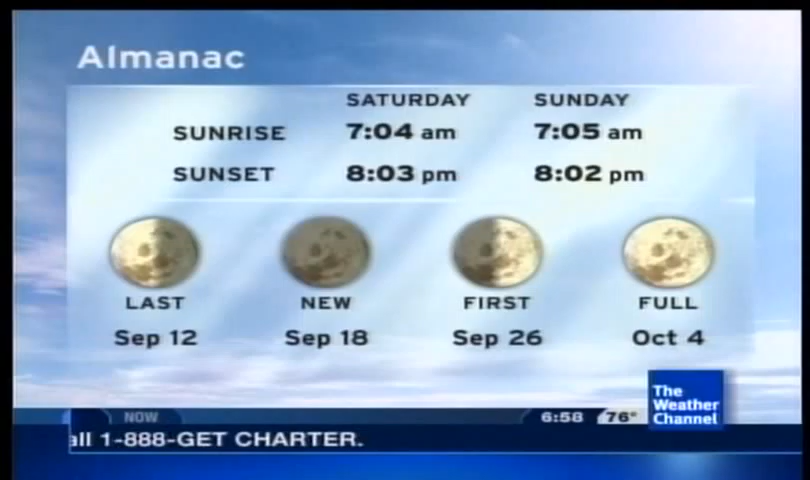 Almanac
SATURDAY SUNDAY
SUNRISE 7:04 am 7:05 am
SUNSET 8:03 pm 8:02 pm
LAST NEW FIRST FULL
Sep 12 Sep 18 Sep 26 Oct 4
The
Weather
Channel
NOW 6:58 76°
all 1-888-GET CHARTER.